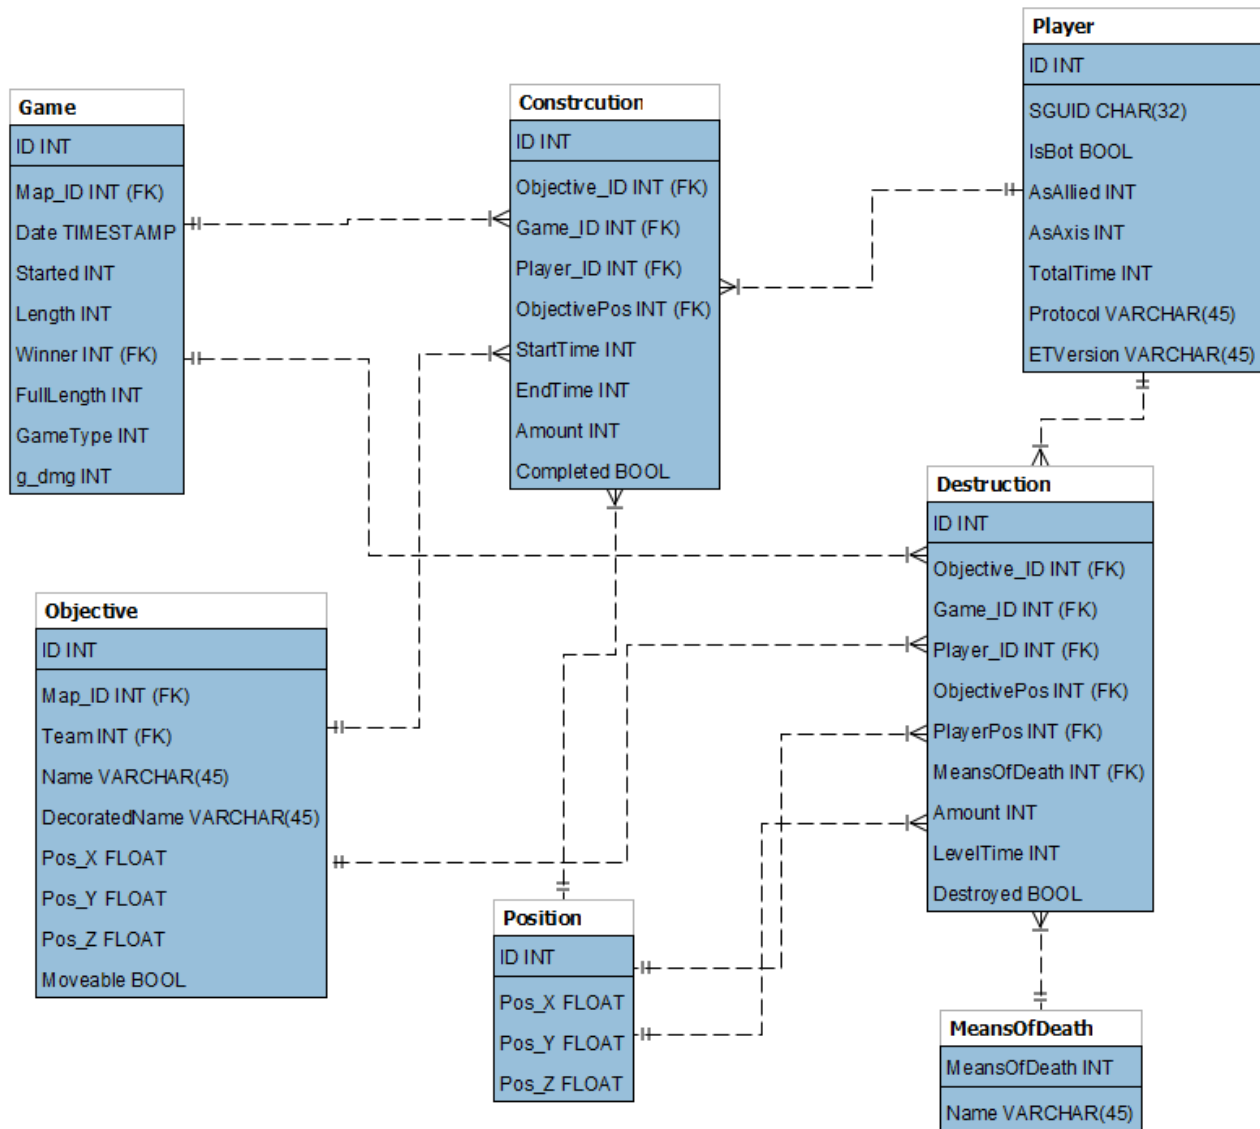 Game
ID INT
Map_ID INT (FK)
Date TIMESTAMP
Started INT
Length INT
Winner INT (FK)
FullLength INT
GameType INT
g_dmg INT
Constrcution
ID INT
Objective_ID INT (FK)
Game_ID INT (FK)
Player_ID INT (FK)
ObjectivePos INT (FK)
StartTime INT
EndTime INT
Amount INT
Completed BOOL
Player
ID INT
SGUID CHAR(32)
IsBot BOOL
AsAllied INT
AsAxis INT
TotalTime INT
Protocol VARCHAR(45)
ETVersion VARCHAR(45)
Objective
ID INT
Map_ID INT (FK)
Team INT (FK)
Name VARCHAR(45)
DecoratedName VARCHAR(45)
Pos_X FLOAT
Pos_Y FLOAT
Pos_Z FLOAT
Moveable BOOL
Position
ID INT
Pos_X FLOAT
Pos_Y FLOAT
Pos_Z FLOAT
Destruction
ID INT
Objective_ID INT (FK)
Game_ID INT (FK)
Player_ID INT (FK)
ObjectivePos INT (FK)
PlayerPos INT (FK)
MeansOfDeath INT (FK)
Amount INT
LevelTime INT
Destroyed BOOL
MeansOfDeath
MeansOfDeath INT
Name VARCHAR(45)